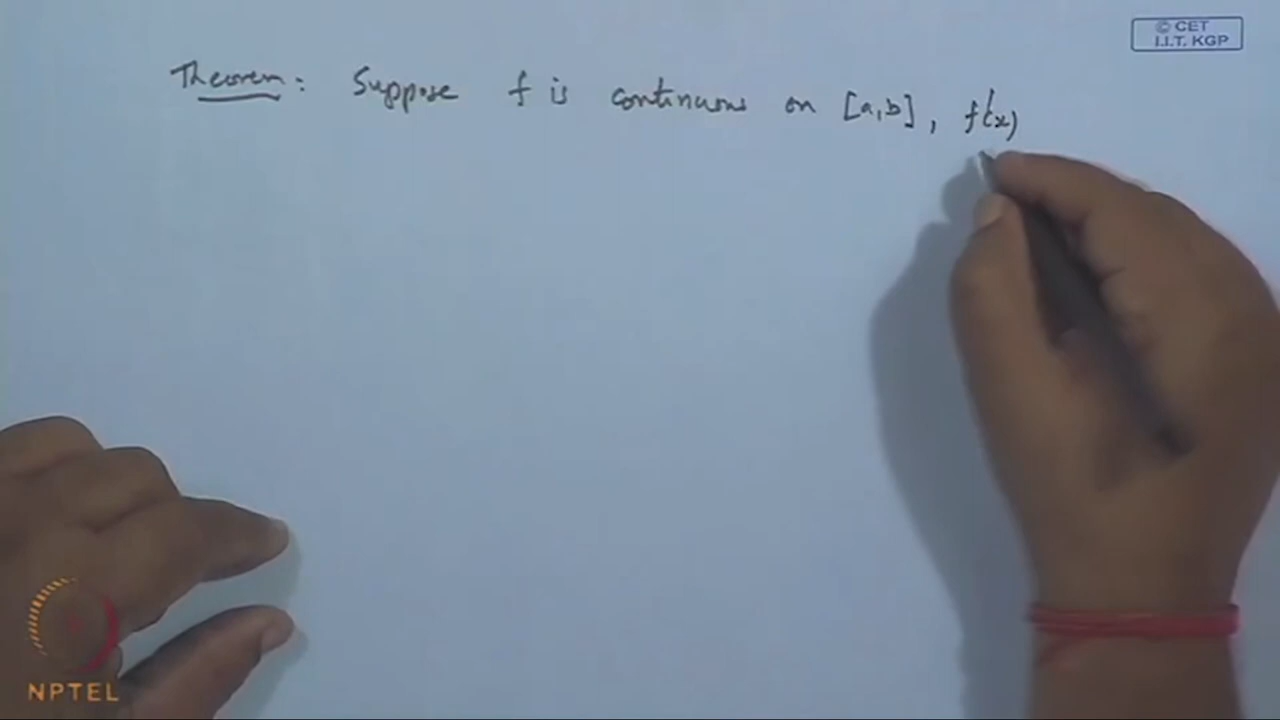 © CET
I.I.T. KGP
Theorem: Suppose f is continuous on [a,b], f'(x)
NPTEL